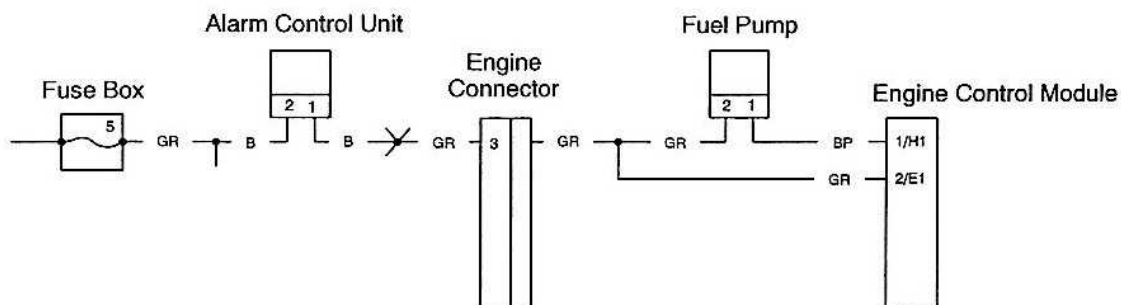 Alarm Control Unit
Fuel Pump
Engine
Connector
Fuse Box
Engine Control Module
2 1
2 1
5
GR
B
B
GR
3
GR
GR
BP
1/H1
GR
2/E1